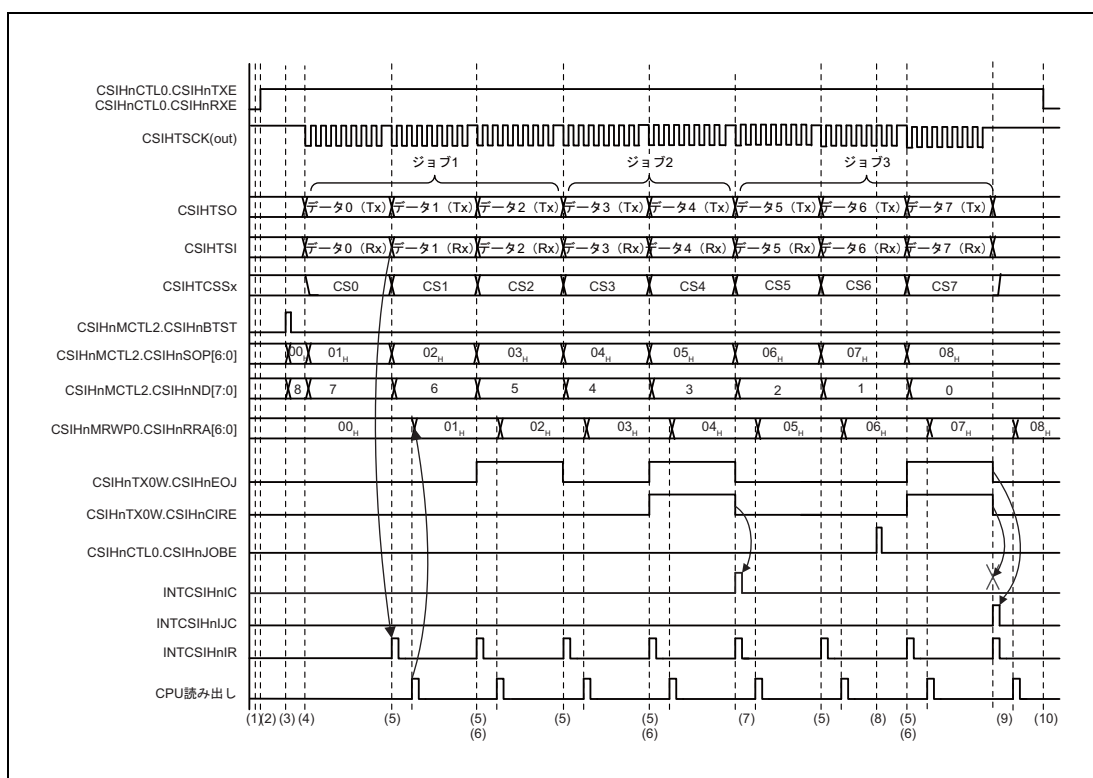 CSIHnCTL0.CSIHnTXE
CSIHnCTL0.CSIHnRXE
CSIHTSCK(out)
ジョブ1 ジョブ2 ジョブ3
CSIHTSO データ0（Tx） データ1（Tx） データ2（Tx） データ3（Tx） データ4（Tx） データ5（Tx） データ6（Tx） データ7（Tx）
CSIHTSI データ0（Rx） データ1（Rx） データ2（Rx） データ3（Rx） データ4（Rx） データ5（Rx） データ6（Rx） データ7（Rx）
CSIHTCSSx CS0 CS1 CS2 CS3 CS4 CS5 CS6 CS7
CSIHnMCTL2.CSIHnBTST
CSIHnMCTL2.CSIHnSOP[6:0] 00H 01H 02H 03H 04H 05H 06H 07H 08H
CSIHnMCTL2.CSIHnND[7:0] 8 7 6 5 4 3 2 1 0
CSIHnMRWP0.CSIHnRRA[6:0] 00H 01H 02H 03H 04H 05H 06H 07H 08H
CSIHnTX0W.CSIHnEOJ
CSIHnTX0W.CSIHnCIRE
CSIHnCTL0.CSIHnJOBE
INTCSIHnIC
INTCSIHnIJC
INTCSIHnIR
CPU読み出し
(1) (2) (3) (4) (5) (5) (5) (5) (7) (5) (8) (5) (9) (10)
(6) (6) (6)